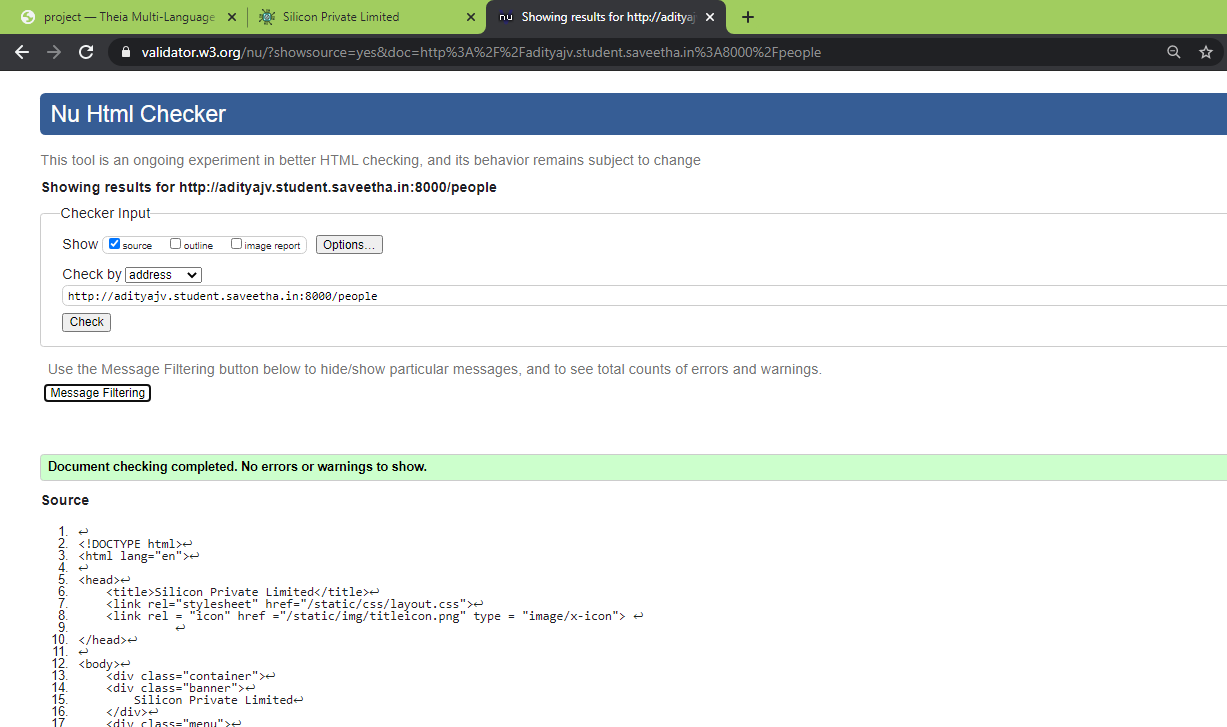 project — Theia Multi-Language
Silicon Private Limited
nu Showing results for http://adityaj
validator.w3.org/nu/?showsource=yes&doc=http%3A%2F%2Fadityajv.student.saveetha.in%3A8000%2Fpeople
Nu Html Checker
This tool is an ongoing experiment in better HTML checking, and its behavior remains subject to change
Showing results for http://adityajv.student.saveetha.in:8000/people
Checker Input
Show source outline image report Options...
Check by address
http://adityajv.student.saveetha.in:8000/people
Check
Use the Message Filtering button below to hide/show particular messages, and to see total counts of errors and warnings.
Message Filtering
Document checking completed. No errors or warnings to show.
Source
1. ↩
2. <!DOCTYPE html>↩
3. <html lang="en">↩
4. ↩
5. <head>↩
6. <title>Silicon Private Limited</title>↩
7. <link rel="stylesheet" href="/static/css/layout.css">↩
8. <link rel = "icon" href ="/static/img/titleicon.png" type = "image/x-icon"> ↩
9. ↩
10. </head>↩
11. ↩
12. <body>↩
13. <div class="container">↩
14. <div class="banner">↩
15. Silicon Private Limited↩
16. </div>↩
17. <div class="menu">↩